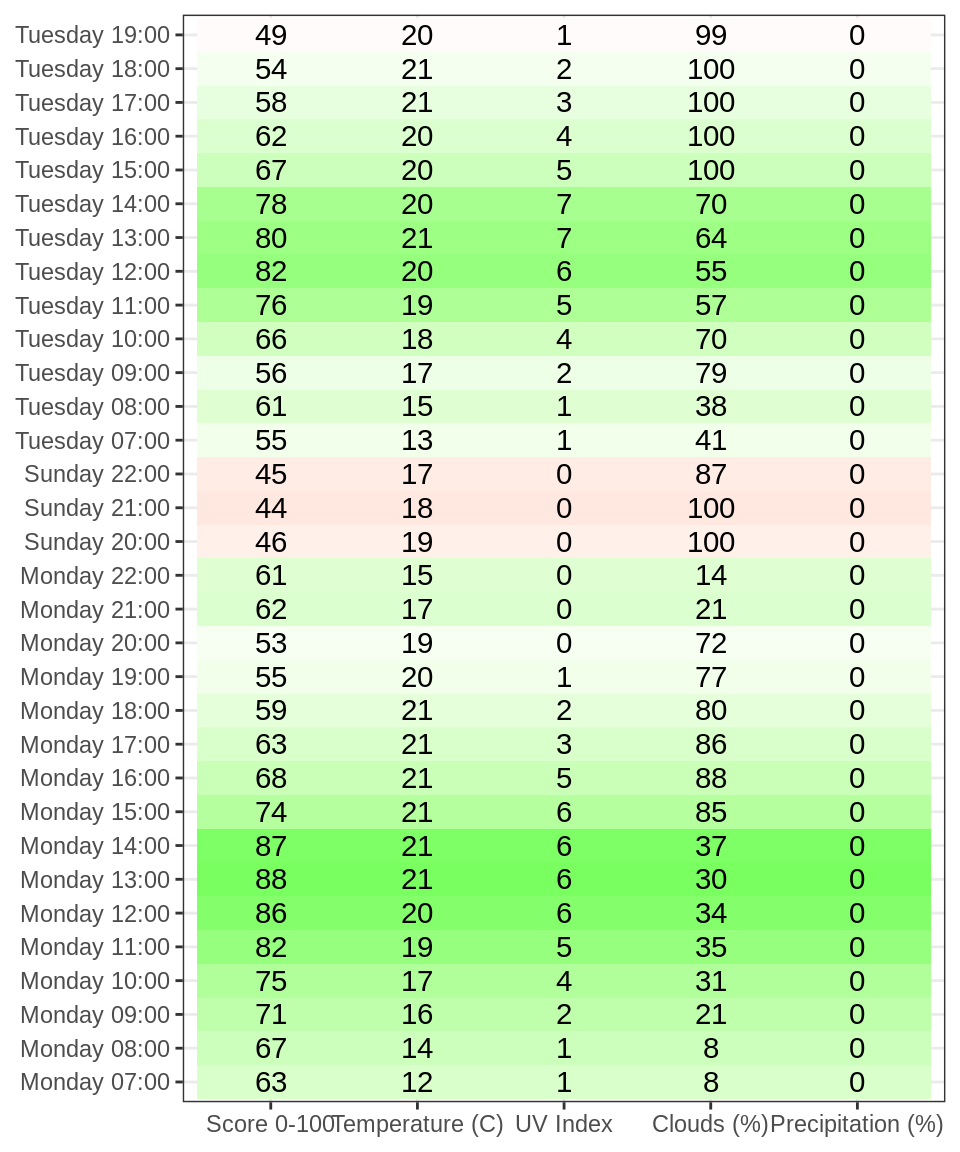 Tuesday 19:00 49 20 1 99 0
Tuesday 18:00 54 21 2 100 0
Tuesday 17:00 58 21 3 100 0
Tuesday 16:00 62 20 4 100 0
Tuesday 15:00 67 20 5 100 0
Tuesday 14:00 78 20 7 70 0
Tuesday 13:00 80 21 7 64 0
Tuesday 12:00 82 20 6 55 0
Tuesday 11:00 76 19 5 57 0
Tuesday 10:00 66 18 4 70 0
Tuesday 09:00 56 17 2 79 0
Tuesday 08:00 61 15 1 38 0
Tuesday 07:00 55 13 1 41 0
Sunday 22:00 45 17 0 87 0
Sunday 21:00 44 18 0 100 0
Sunday 20:00 46 19 0 100 0
Monday 22:00 61 15 0 14 0
Monday 21:00 62 17 0 21 0
Monday 20:00 53 19 0 72 0
Monday 19:00 55 20 1 77 0
Monday 18:00 59 21 2 80 0
Monday 17:00 63 21 3 86 0
Monday 16:00 68 21 5 88 0
Monday 15:00 74 21 6 85 0
Monday 14:00 87 21 6 37 0
Monday 13:00 88 21 6 30 0
Monday 12:00 86 20 6 34 0
Monday 11:00 82 19 5 35 0
Monday 10:00 75 17 4 31 0
Monday 09:00 71 16 2 21 0
Monday 08:00 67 14 1 8 0
Monday 07:00 63 12 1 8 0
Score 0-100 Temperature (C) UV Index Clouds (%) Precipitation (%)